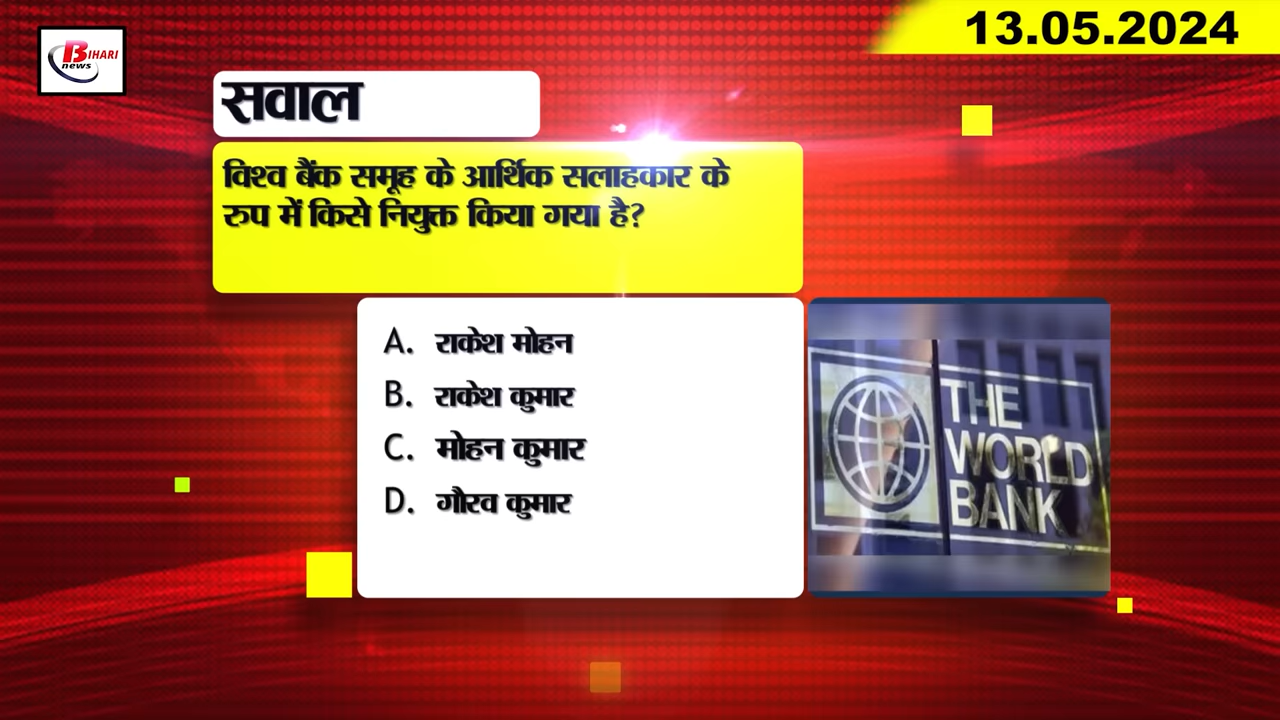 BIHARI
news
13.05.2024
सवाल
विश्व बैंक समूह के आर्थिक सलाहकार के
रुप में किसे नियुक्त किया गया है?
A. राकेश मोहन
B. राकेश कुमार
C. मोहन कुमार
D. गौरव कुमार
THE
WORLD
BANK